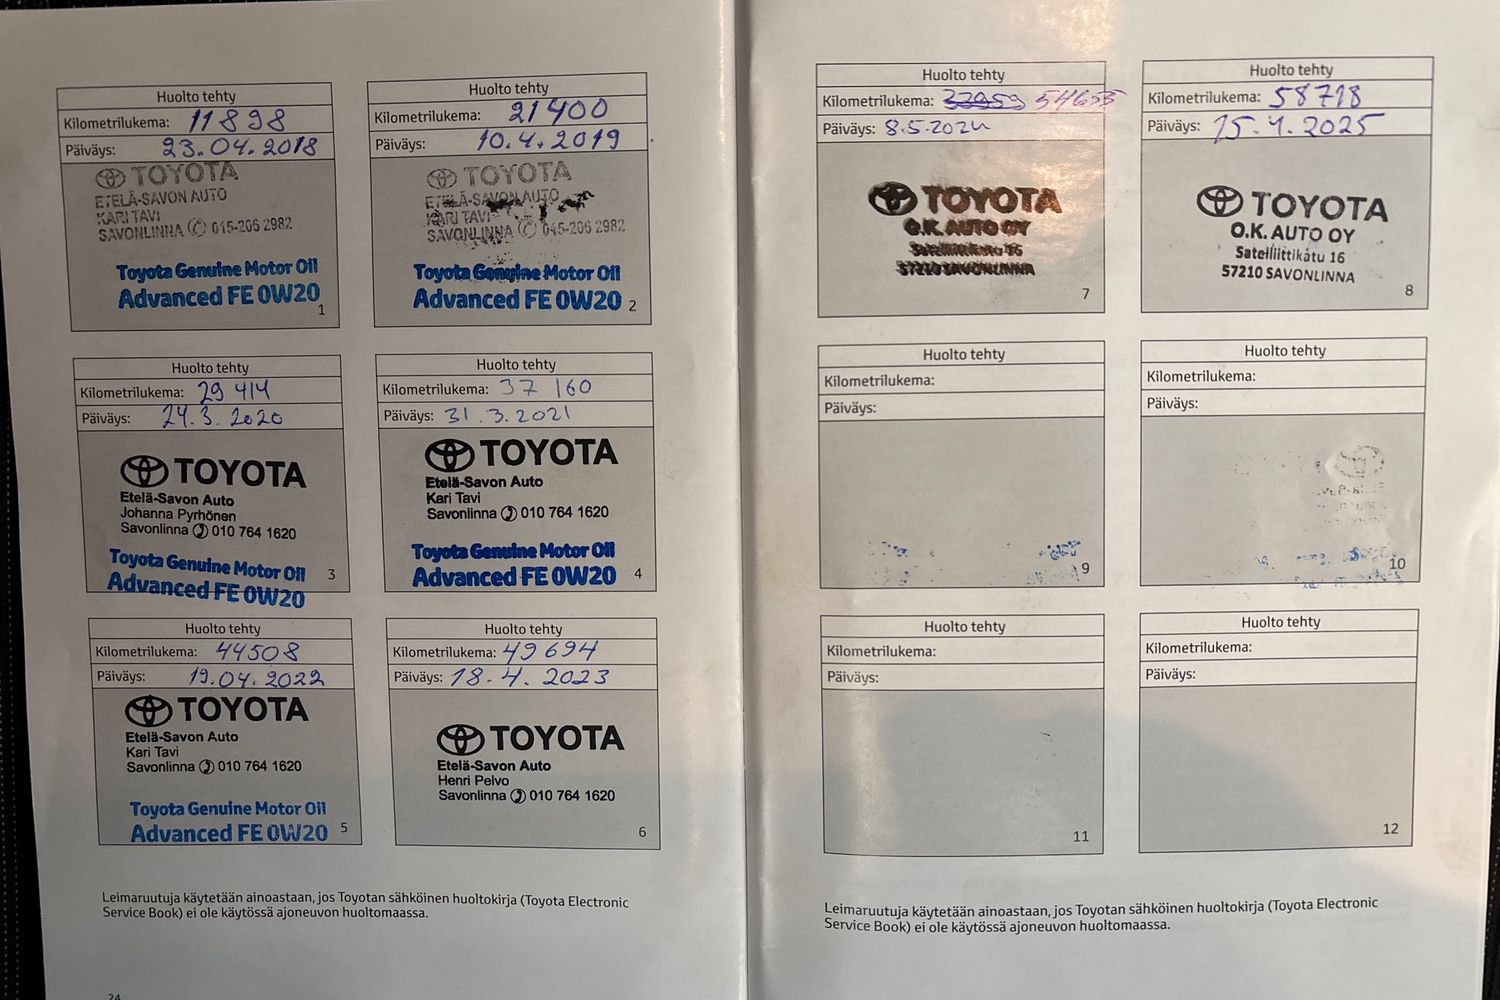 Huolto tehty
Kilometrilukema: 11898
Päiväys: 23.04.2018
TOYOTA
ETELÄ-SAVON AUTO
KARI TAVI
SAVONLINNA 015-206 2982
Toyota Genuine Motor Oil
Advanced FE 0W20
1
Huolto tehty
Kilometrilukema: 21400
Päiväys: 10.4.2019
TOYOTA
ETELÄ-SAVON AUTO
KARI TAVI
SAVONLINNA 015-206 2982
Toyota Genuine Motor Oil
Advanced FE 0W20
2
Huolto tehty
Kilometrilukema: 29 414
Päiväys: 24.3.2020
TOYOTA
Etelä-Savon Auto
Johanna Pyrhönen
Savonlinna 010 764 1620
Toyota Genuine Motor Oil
Advanced FE 0W20
3
Huolto tehty
Kilometrilukema: 37 160
Päiväys: 31.3.2021
TOYOTA
Etelä-Savon Auto
Kari Tavi
Savonlinna 010 764 1620
Toyota Genuine Motor Oil
Advanced FE 0W20
4
Huolto tehty
Kilometrilukema: 44508
Päiväys: 19.04.2022
TOYOTA
Etelä-Savon Auto
Kari Tavi
Savonlinna 010 764 1620
Toyota Genuine Motor Oil
Advanced FE 0W20
5
Huolto tehty
Kilometrilukema: 49694
Päiväys: 18.4.2023
TOYOTA
Etelä-Savon Auto
Henri Pelvo
Savonlinna 010 764 1620
6
Leimaruutuja käytetään ainoastaan, jos Toyotan sähköinen huoltokirja (Toyota Electronic
Service Book) ei ole käytössä ajoneuvon huoltomaassa.
24
Huolto tehty
Kilometrilukema: 54655
Päiväys: 8.5.2024
TOYOTA
O.K. AUTO OY
Satelliittikatu 16
57210 SAVONLINNA
7
Huolto tehty
Kilometrilukema: 58718
Päiväys: 15.4.2025
TOYOTA
O.K. AUTO OY
Satelliittikatu 16
57210 SAVONLINNA
8
Huolto tehty
Kilometrilukema:
Päiväys:
9
Huolto tehty
Kilometrilukema:
Päiväys:
10
Huolto tehty
Kilometrilukema:
Päiväys:
11
Huolto tehty
Kilometrilukema:
Päiväys:
12
Leimaruutuja käytetään ainoastaan, jos Toyotan sähköinen huoltokirja (Toyota Electronic
Service Book) ei ole käytössä ajoneuvon huoltomaassa.